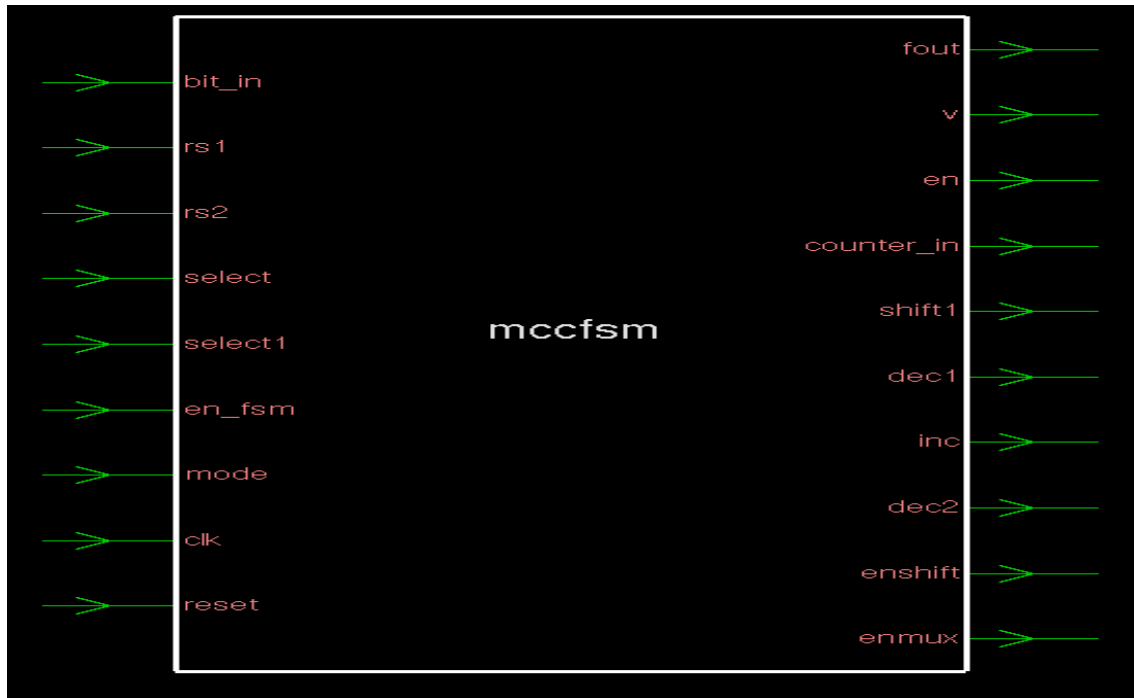 bit_in
rs1
rs2
select
select1
en_fsm
mode
clk
reset
mccfsm
fout
v
en
counter_in
shift1
dec1
inc
dec2
enshift
enmux